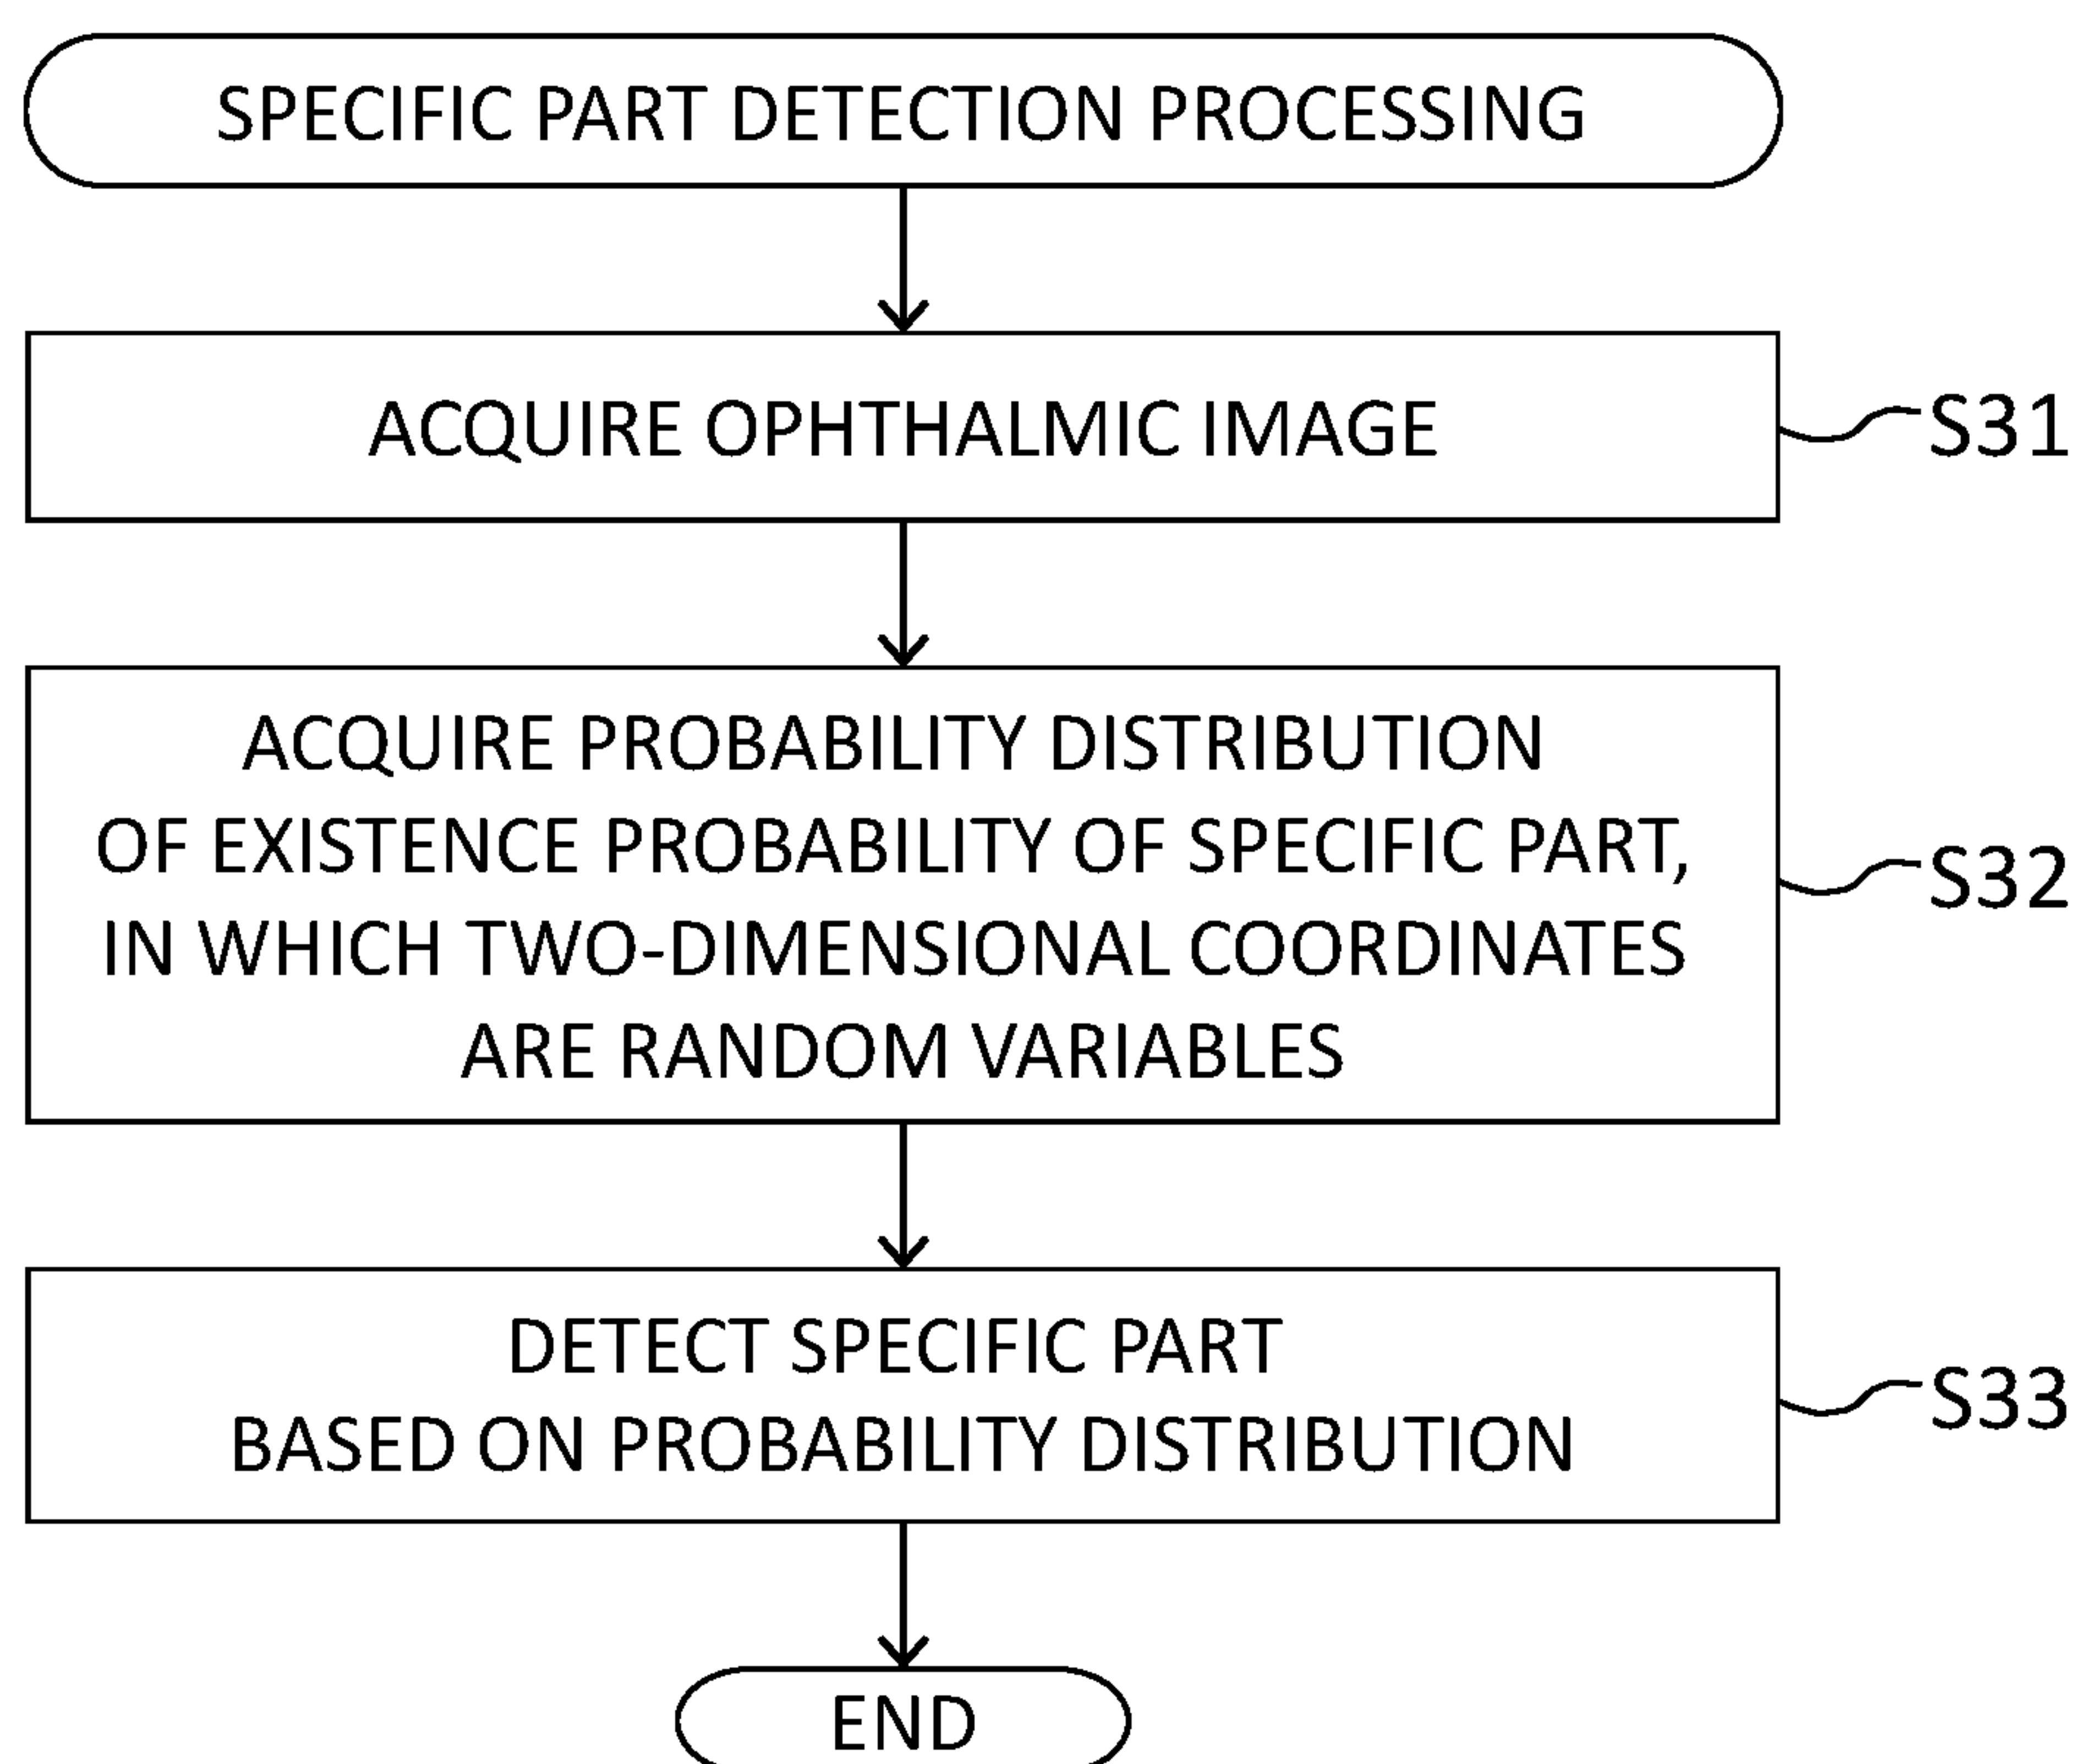 SPECIFIC PART DETECTION PROCESSING
ACQUIRE OPHTHALMIC IMAGE
S31
ACQUIRE PROBABILITY DISTRIBUTION
OF EXISTENCE PROBABILITY OF SPECIFIC PART,
IN WHICH TWO-DIMENSIONAL COORDINATES
ARE RANDOM VARIABLES
S32
DETECT SPECIFIC PART
BASED ON PROBABILITY DISTRIBUTION
S33
END